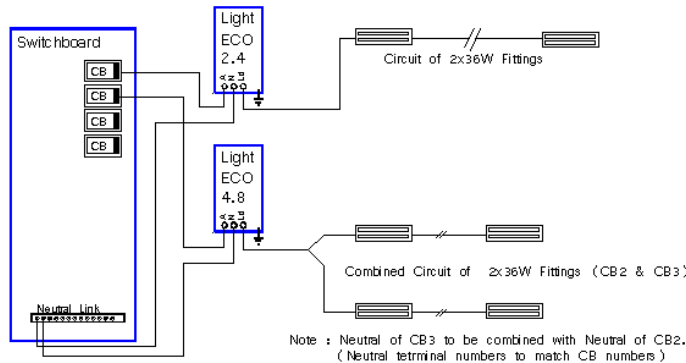 Switchboard
CB
CB
CB
CB
Neutral Link
Light
ECO
2.4
A N Ld
Circuit of 2x36W Fittings
Light
ECO
4.8
A N Ld
Combined Circuit of 2x36W Fittings (CB2 & CB3)
Note : Neutral of CB3 to be combined with Neutral of CB2.
(Neutral tetrminal numbers to match CB numbers)